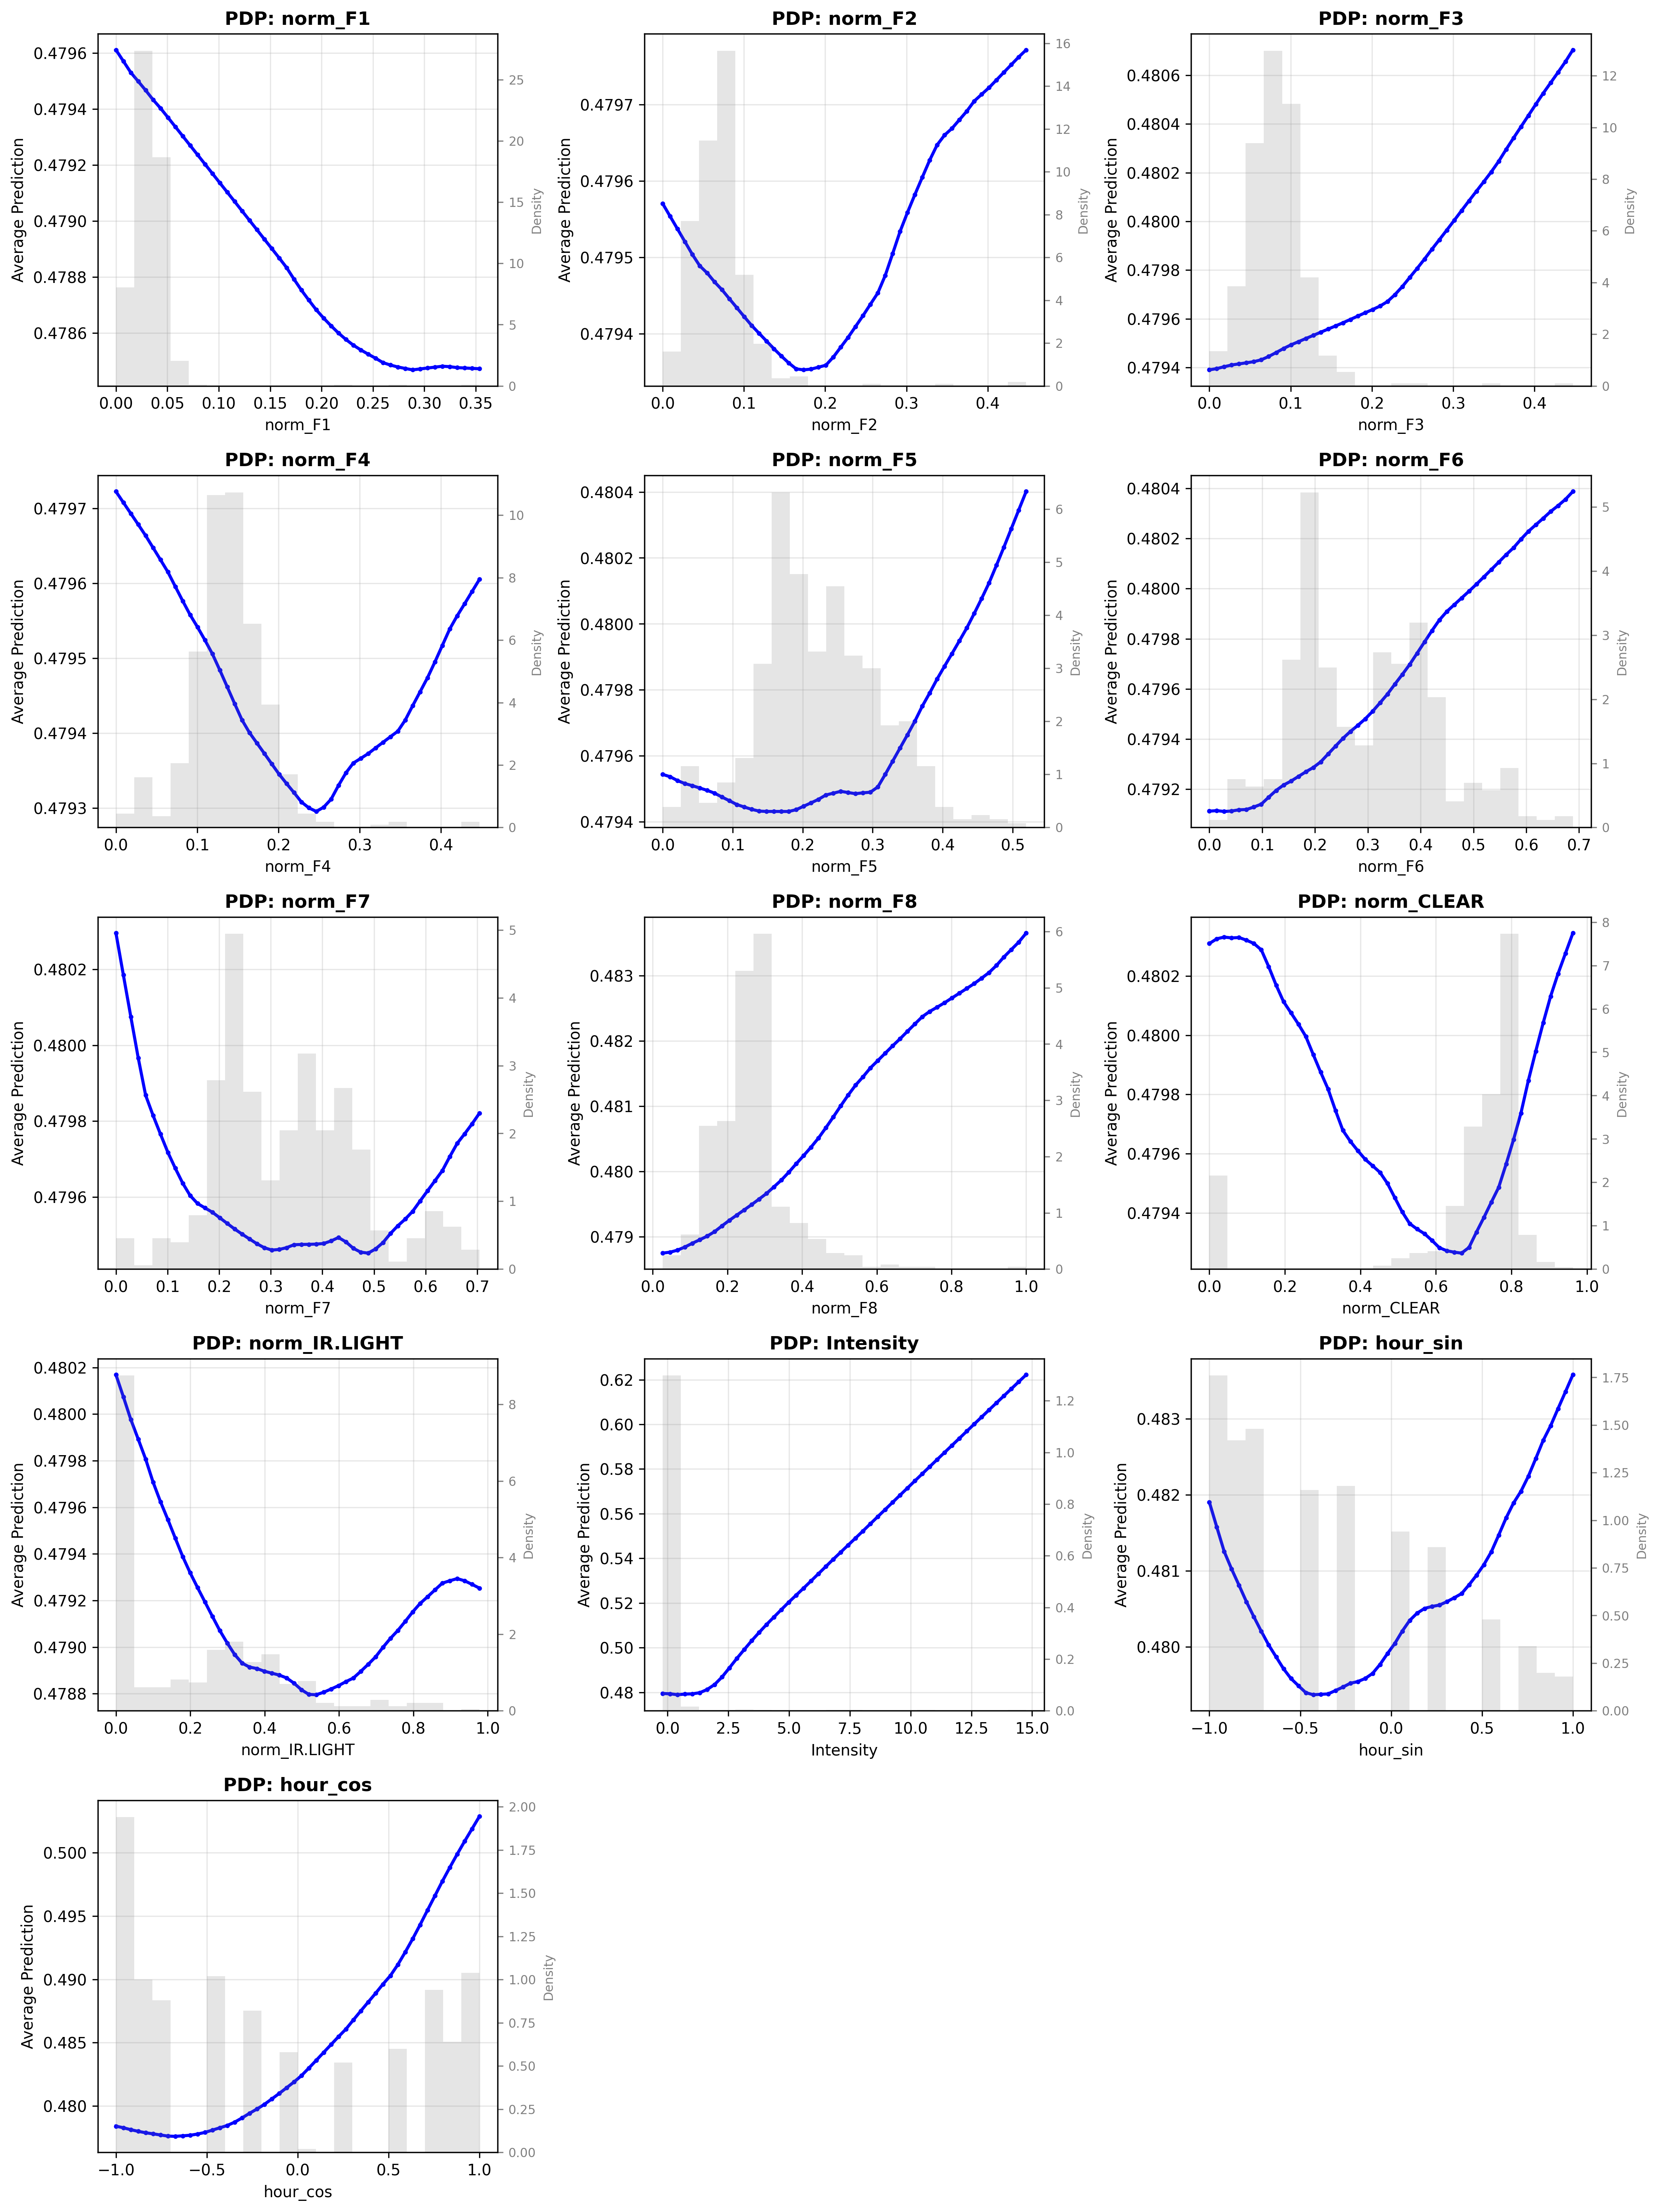 PDP: norm_F1
Average Prediction
0.4796
0.4794
0.4792
0.4790
0.4788
0.4786
25
20
15
10
5
0
Density
0.00 0.05 0.10 0.15 0.20 0.25 0.30 0.35
norm_F1
PDP: norm_F2
Average Prediction
0.4797
0.4796
0.4795
0.4794
16
14
12
10
8
6
4
2
0
Density
0.0 0.1 0.2 0.3 0.4
norm_F2
PDP: norm_F3
Average Prediction
0.4806
0.4804
0.4802
0.4800
0.4798
0.4796
0.4794
12
10
8
6
4
2
0
Density
0.0 0.1 0.2 0.3 0.4
norm_F3
PDP: norm_F4
Average Prediction
0.4797
0.4796
0.4795
0.4794
0.4793
10
8
6
4
2
0
Density
0.0 0.1 0.2 0.3 0.4
norm_F4
PDP: norm_F5
Average Prediction
0.4804
0.4802
0.4800
0.4798
0.4796
0.4794
6
5
4
3
2
1
0
Density
0.0 0.1 0.2 0.3 0.4 0.5
norm_F5
PDP: norm_F6
Average Prediction
0.4804
0.4802
0.4800
0.4798
0.4796
0.4794
0.4792
5
4
3
2
1
0
Density
0.0 0.1 0.2 0.3 0.4 0.5 0.6 0.7
norm_F6
PDP: norm_F7
Average Prediction
0.4802
0.4800
0.4798
0.4796
5
4
3
2
1
0
Density
0.0 0.1 0.2 0.3 0.4 0.5 0.6 0.7
norm_F7
PDP: norm_F8
Average Prediction
0.483
0.482
0.481
0.480
0.479
6
5
4
3
2
1
0
Density
0.0 0.2 0.4 0.6 0.8 1.0
norm_F8
PDP: norm_CLEAR
Average Prediction
0.4802
0.4800
0.4798
0.4796
0.4794
8
7
6
5
4
3
2
1
0
Density
0.0 0.2 0.4 0.6 0.8 1.0
norm_CLEAR
PDP: norm_IR.LIGHT
Average Prediction
0.4802
0.4800
0.4798
0.4796
0.4794
0.4792
0.4790
0.4788
8
6
4
2
0
Density
0.0 0.2 0.4 0.6 0.8 1.0
norm_IR.LIGHT
PDP: Intensity
Average Prediction
0.62
0.60
0.58
0.56
0.54
0.52
0.50
0.48
1.2
1.0
0.8
0.6
0.4
0.2
0.0
Density
0.0 2.5 5.0 7.5 10.0 12.5 15.0
Intensity
PDP: hour_sin
Average Prediction
0.483
0.482
0.481
0.480
1.75
1.50
1.25
1.00
0.75
0.50
0.25
0.00
Density
−1.0 −0.5 0.0 0.5 1.0
hour_sin
PDP: hour_cos
Average Prediction
0.500
0.495
0.490
0.485
0.480
2.00
1.75
1.50
1.25
1.00
0.75
0.50
0.25
0.00
Density
−1.0 −0.5 0.0 0.5 1.0
hour_cos